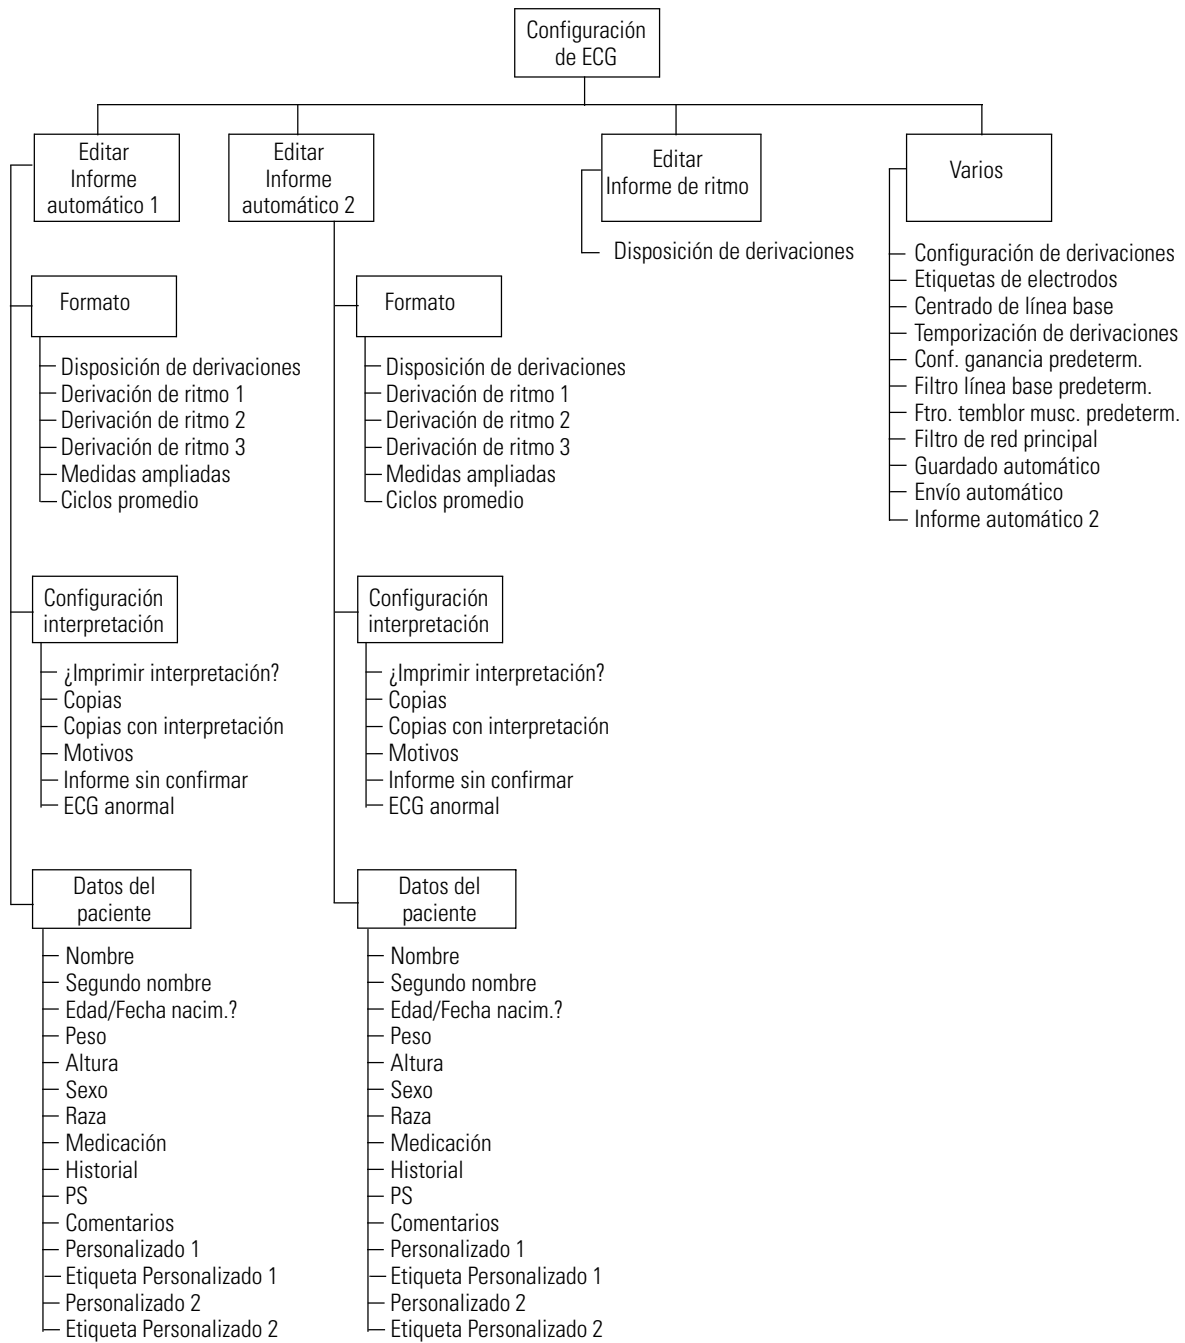 Configuración
de ECG
Editar
Informe
automático 1
Editar
Informe
automático 2
Editar
Informe de ritmo
Varios
Disposición de derivaciones
Configuración de derivaciones
Etiquetas de electrodos
Centrado de línea base
Temporización de derivaciones
Conf. ganancia predeterm.
Filtro línea base predeterm.
Ftro. temblor musc. predeterm.
Filtro de red principal
Guardado automático
Envío automático
Informe automático 2
Formato
Disposición de derivaciones
Derivación de ritmo 1
Derivación de ritmo 2
Derivación de ritmo 3
Medidas ampliadas
Ciclos promedio
Configuración
interpretación
¿Imprimir interpretación?
Copias
Copias con interpretación
Motivos
Informe sin confirmar
ECG anormal
Datos del
paciente
Nombre
Segundo nombre
Edad/Fecha nacim.?
Peso
Altura
Sexo
Raza
Medicación
Historial
PS
Comentarios
Personalizado 1
Etiqueta Personalizado 1
Personalizado 2
Etiqueta Personalizado 2
Formato
Disposición de derivaciones
Derivación de ritmo 1
Derivación de ritmo 2
Derivación de ritmo 3
Medidas ampliadas
Ciclos promedio
Configuración
interpretación
¿Imprimir interpretación?
Copias
Copias con interpretación
Motivos
Informe sin confirmar
ECG anormal
Datos del
paciente
Nombre
Segundo nombre
Edad/Fecha nacim.?
Peso
Altura
Sexo
Raza
Medicación
Historial
PS
Comentarios
Personalizado 1
Etiqueta Personalizado 1
Personalizado 2
Etiqueta Personalizado 2